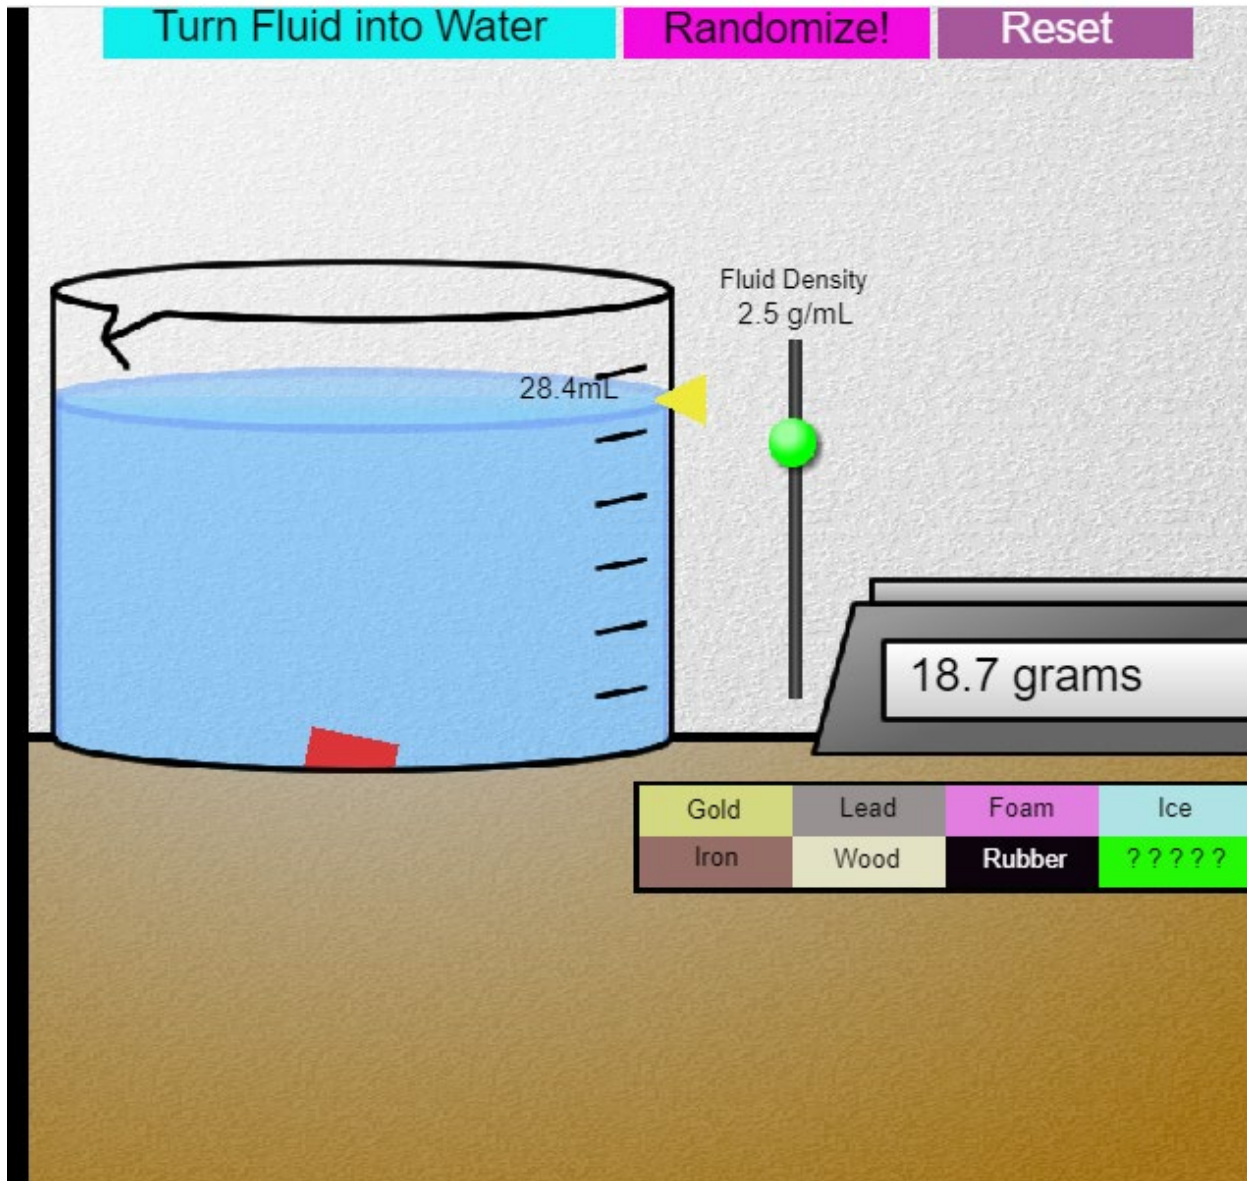 Turn Fluid into Water
Randomize!
Reset
Fluid Density
2.5 g/mL
28.4mL
18.7 grams
Gold Lead Foam Ice
Iron Wood Rubber ? ? ? ? ?